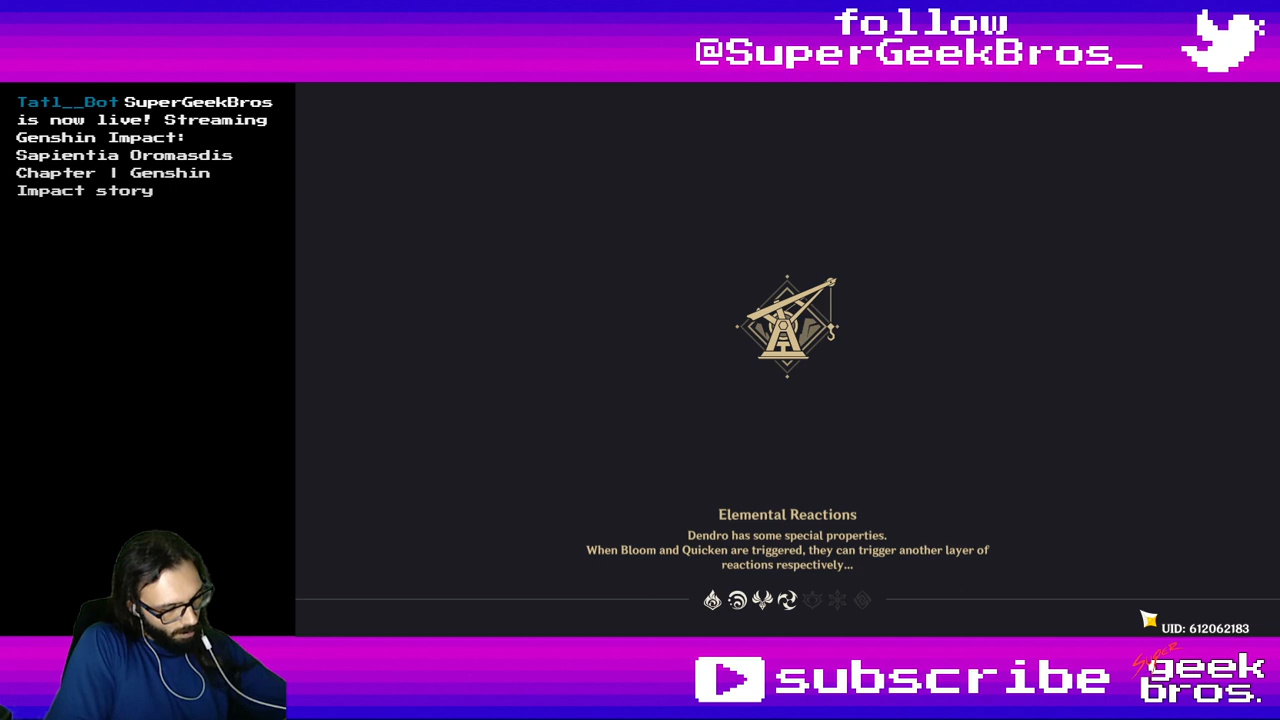 follow
@SuperGeekBros_
Tatl__Bot SuperGeekBros
is now live! Streaming
Genshin Impact:
Sapientia Oromasdis
Chapter | Genshin
Impact story
Elemental Reactions
Dendro has some special properties.
When Bloom and Quicken are triggered, they can trigger another layer of
reactions respectively...
UID: 612062183
subscribe
SUPER
geek
bros.